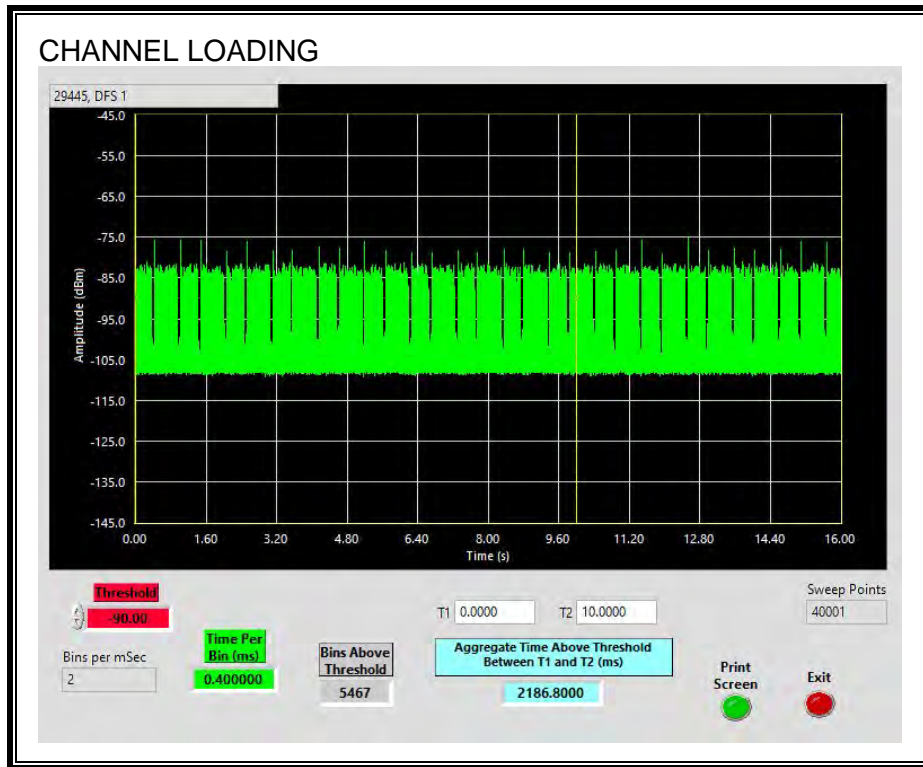 CHANNEL LOADING
29445, DFS 1
-45.0
-55.0
-65.0
-75.0
-85.0
-95.0
-105.0
-115.0
-125.0
-135.0
-145.0
Amplitude (dBm)
0.00 1.60 3.20 4.80 6.40 8.00 9.60 11.20 12.80 14.40 16.00
Time (s)
Threshold
-90.00
Bins per mSec
2
Time Per
Bin (ms)
0.400000
Bins Above
Threshold
5467
T1 0.0000 T2 10.0000
Aggregate Time Above Threshold
Between T1 and T2 (ms)
2186.8000
Sweep Points
40001
Print
Screen
Exit